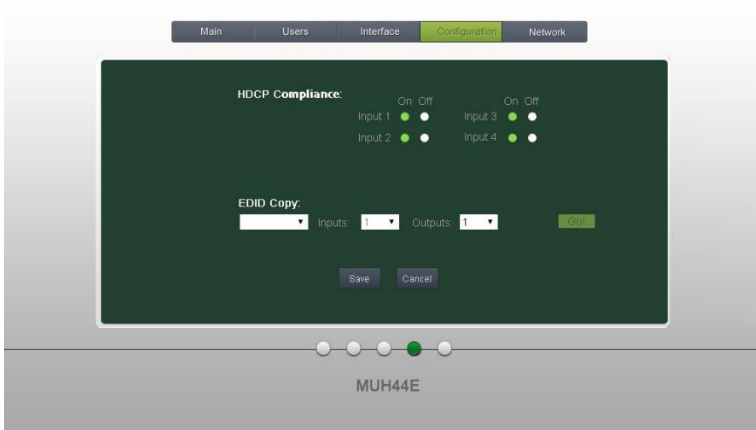 Main Users Interface Configuration Network
HDCP Compliance:
On Off On Off
Input 1 Input 3
Input 2 Input 4
EDID Copy:
Inputs: 1 Outputs: 1 Go!
Save Cancel
MUH44E